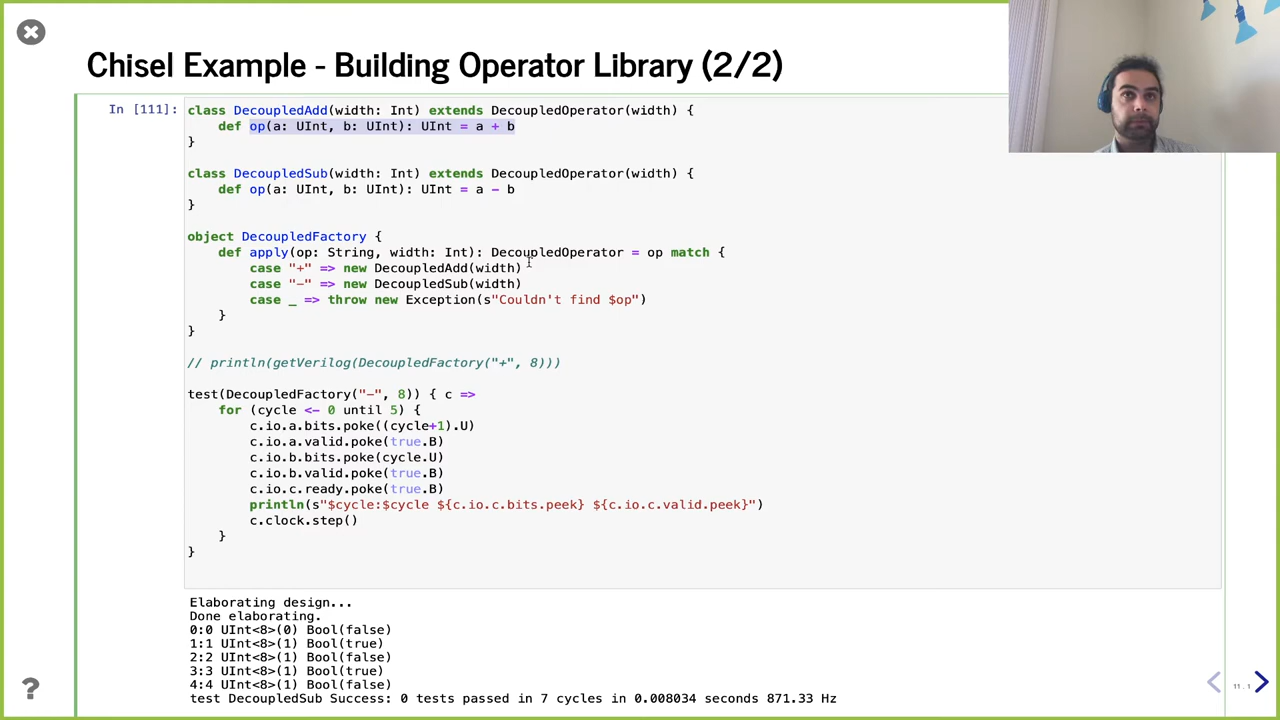 Chisel Example - Building Operator Library (2/2)
In [111]:
class DecoupledAdd(width: Int) extends DecoupledOperator(width) {
    def op(a: UInt, b: UInt): UInt = a + b
}
class DecoupledSub(width: Int) extends DecoupledOperator(width) {
    def op(a: UInt, b: UInt): UInt = a - b
}
object DecoupledFactory {
    def apply(op: String, width: Int): DecoupledOperator = op match {
        case "+" => new DecoupledAdd(width)
        case "-" => new DecoupledSub(width)
        case _ => throw new Exception(s"Couldn't find $op")
    }
}
// println(getVerilog(DecoupledFactory("+", 8)))
test(DecoupledFactory("-", 8)) { c =>
    for (cycle <- 0 until 5) {
        c.io.a.bits.poke((cycle+1).U)
        c.io.a.valid.poke(true.B)
        c.io.b.bits.poke(cycle.U)
        c.io.b.valid.poke(true.B)
        c.io.c.ready.poke(true.B)
        println(s"$cycle:$cycle ${c.io.c.bits.peek} ${c.io.c.valid.peek}")
        c.clock.step()
    }
}
Elaborating design...
Done elaborating.
0:0 UInt<8>(0) Bool(false)
1:1 UInt<8>(1) Bool(true)
2:2 UInt<8>(1) Bool(false)
3:3 UInt<8>(1) Bool(true)
4:4 UInt<8>(1) Bool(false)
test DecoupledSub Success: 0 tests passed in 7 cycles in 0.008034 seconds 871.33 Hz
?
11.1